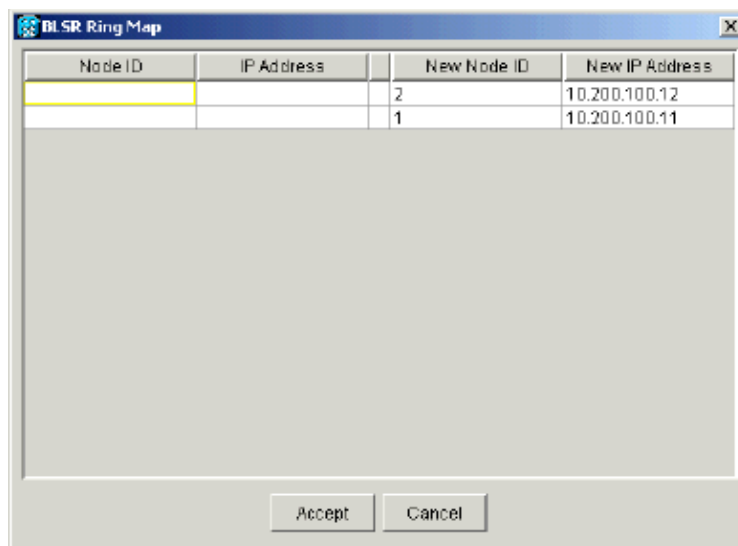 BLSR Ring Map
Node ID IP Address New Node ID New IP Address
2 10.200.100.12
1 10.200.100.11
Accept Cancel